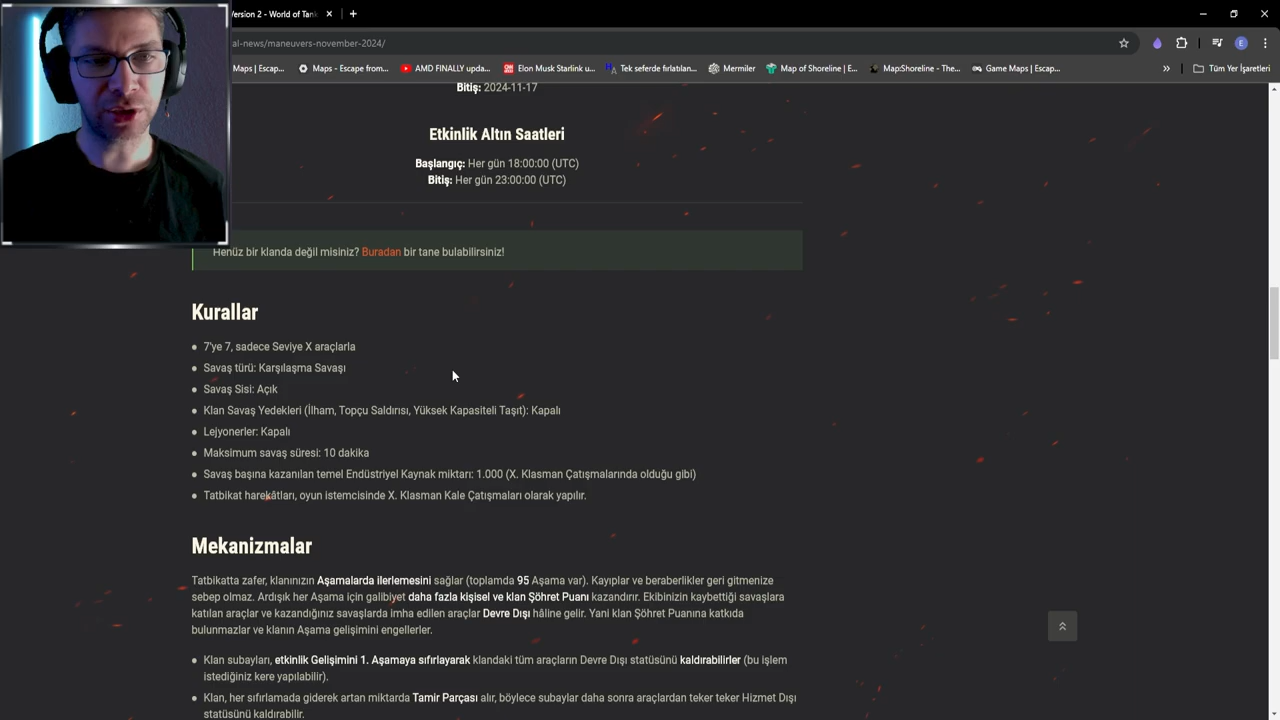 ersion 2 - World of Tank
al-news/maneuvers-november-2024/
E
Maps | Escap...
Maps - Escape from...
AMD FINALLY upda...
Elon Musk Starlink u...
Tek seferde fırlatılan...
Mermiler
Map of Shoreline | E...
Map:Shoreline - The...
Game Maps | Escap...
Tüm Yer İşaretleri
Bitiş: 2024-11-17
Etkinlik Altın Saatleri
Başlangıç: Her gün 18:00:00 (UTC)
Bitiş: Her gün 23:00:00 (UTC)
Henüz bir klanda değil misiniz? Buradan bir tane bulabilirsiniz!
Kurallar
7'ye 7, sadece Seviye X araçlarla
Savaş türü: Karşılaşma Savaşı
Savaş Sisi: Açık
Klan Savaş Yedekleri (İlham, Topçu Saldırısı, Yüksek Kapasiteli Taşıt): Kapalı
Lejyonerler: Kapalı
Maksimum savaş süresi: 10 dakika
Savaş başına kazanılan temel Endüstriyel Kaynak miktarı: 1.000 (X. Klasman Çatışmalarında olduğu gibi)
Tatbikat harekâtları, oyun istemcisinde X. Klasman Kale Çatışmaları olarak yapılır.
Mekanizmalar
Tatbikatta zafer, klanınızın Aşamalarda ilerlemesini sağlar (toplamda 95 Aşama var). Kayıplar ve beraberlikler geri gitmenize
sebep olmaz. Ardışık her Aşama için galibiyet daha fazla kişisel ve klan Şöhret Puanı kazandırır. Ekibinizin kaybettiği savaşlara
katılan araçlar ve kazandığınız savaşlarda imha edilen araçlar Devre Dışı hâline gelir. Yani klan Şöhret Puanına katkıda
bulunmazlar ve klanın Aşama gelişimini engellerler.
Klan subayları, etkinlik Gelişimini 1. Aşamaya sıfırlayarak klandaki tüm araçların Devre Dışı statüsünü kaldırabilirler (bu işlem
istediğiniz kere yapılabilir).
Klan, her sıfırlamada giderek artan miktarda Tamir Parçası alır, böylece subaylar daha sonra araçlardan teker teker Hizmet Dışı
statüsünü kaldırabilir.